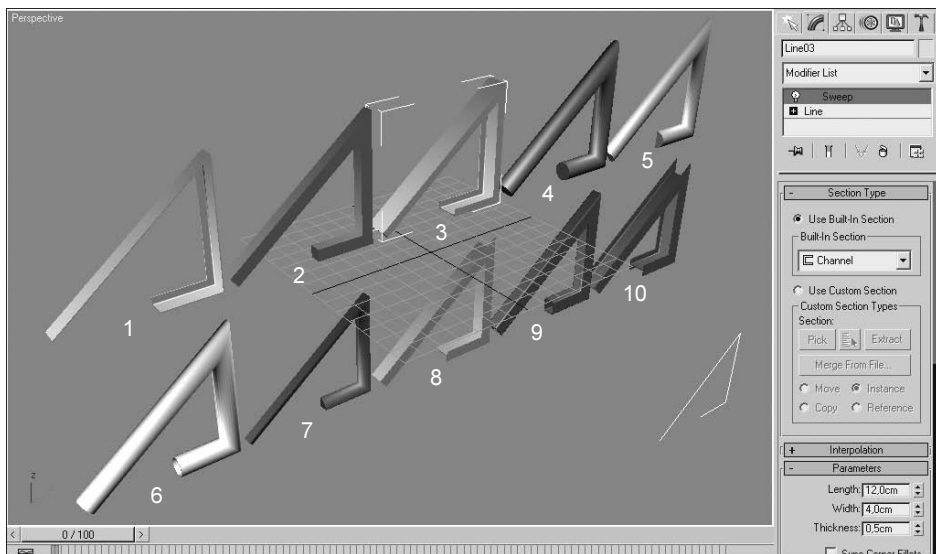 Perspective
1
2
3
4
5
6
7
8
9
10
z
0 / 100
Line03
Modifier List
Sweep
Line
Section Type
Use Built-In Section
Built-In Section
Channel
Use Custom Section
Custom Section Types
Section:
Pick Extract
Merge From File...
Move Instance
Copy Reference
Interpolation
Parameters
Length: 12,0cm
Width: 4,0cm
Thickness: 0,5cm
Sync Corner Fillets